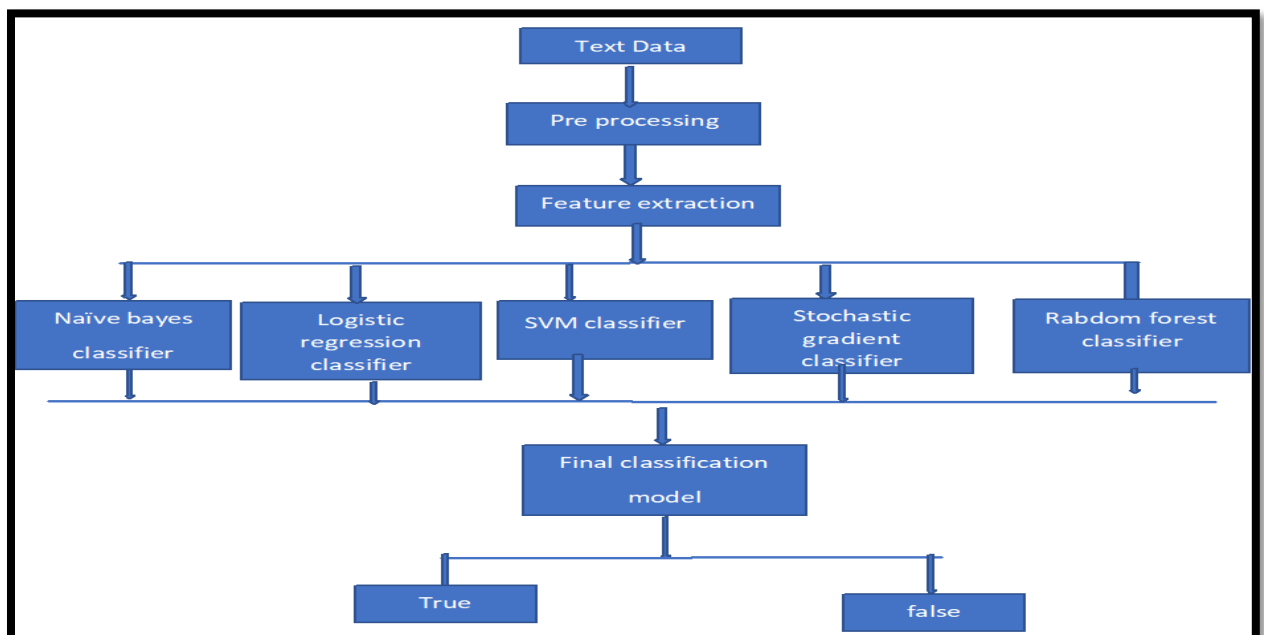 Text Data
Pre processing
Feature extraction
Naïve bayes
classifier
Logistic
regression
classifier
SVM classifier
Stochastic
gradient
classifier
Rabdom forest
classifier
Final classification
model
True
false